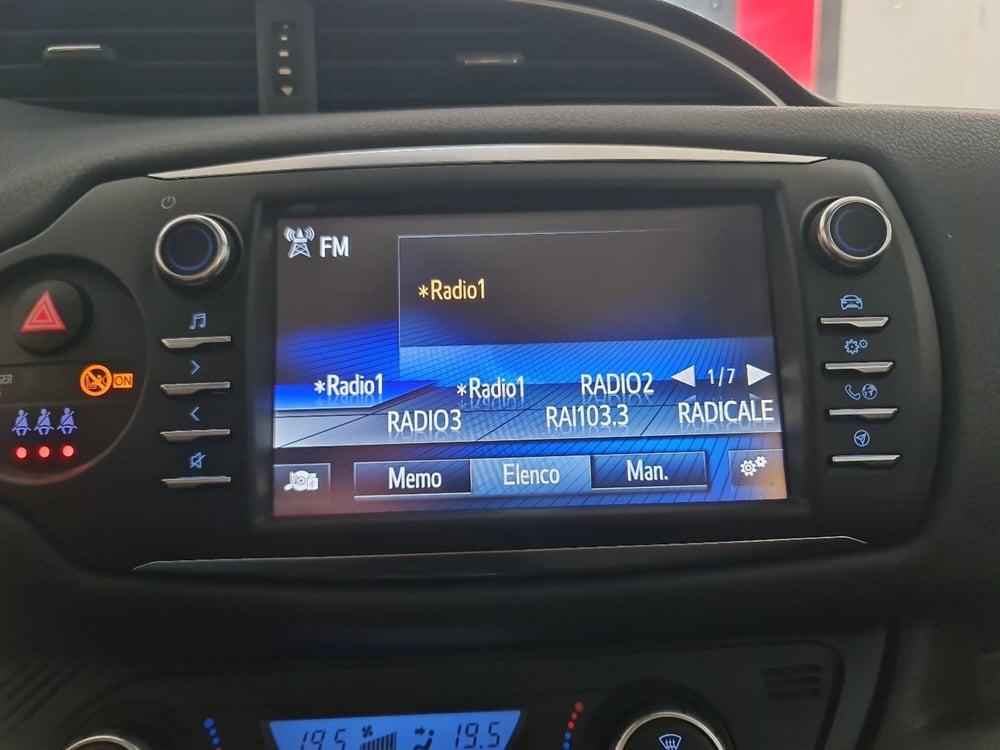 FM
*Radio1
*Radio1 *Radio1 RADIO2 1/7
RADIO3 RAI103.3 RADICALE
Memo Elenco Man.
ON
19.5 19.5